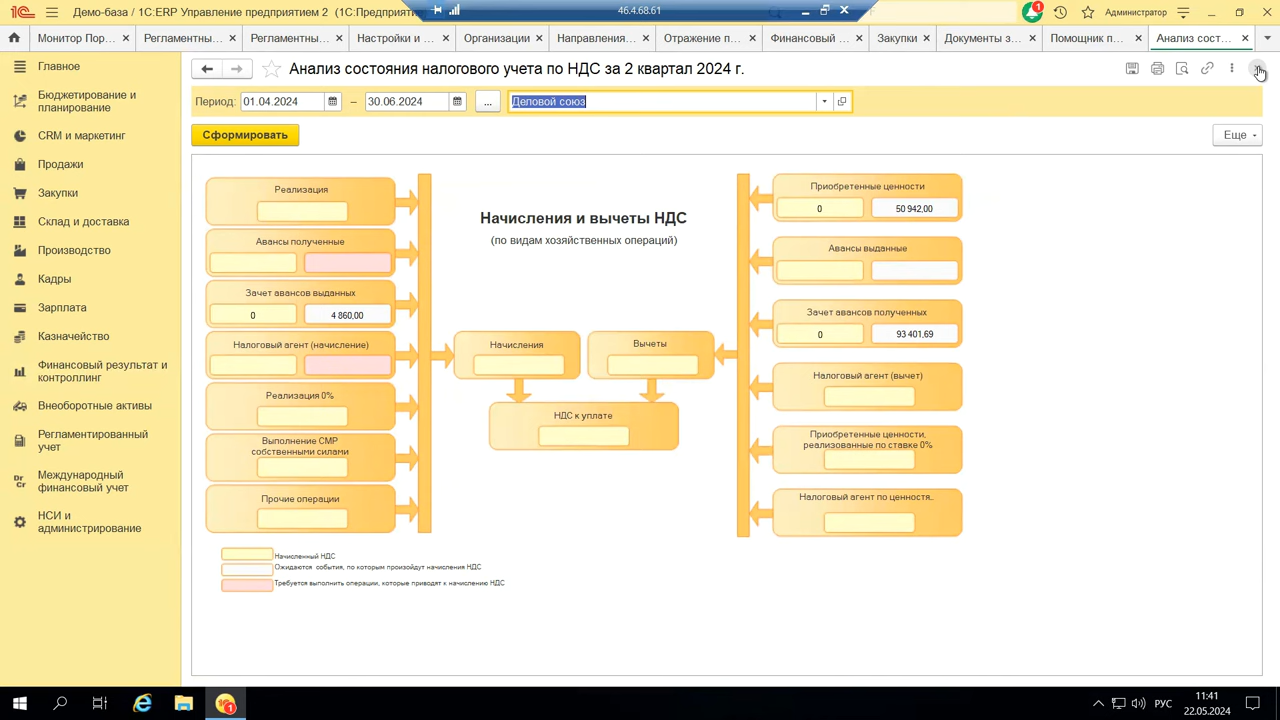 Демо-база / 1С:ERP Управление предприятием 2 (1С:Предприяти
46.4.68.61
1
Администратор
Монитор Пор...
Регламентны...
Регламентны...
Настройки и ...
Организации
Направления...
Отражение п...
Финансовый ...
Закупки
Документы з...
Помощник п...
Анализ сост...
Главное
Бюджетирование и
планирование
CRM и маркетинг
Продажи
Закупки
Склад и доставка
Производство
Кадры
Зарплата
Казначейство
Финансовый результат и
контроллинг
Внеоборотные активы
Регламентированный
учет
Международный
финансовый учет
НСИ и
администрирование
Анализ состояния налогового учета по НДС за 2 квартал 2024 г.
Период: 01.04.2024 – 30.06.2024 ... Деловой союз
Сформировать
Еще
Начисления и вычеты НДС
(по видам хозяйственных операций)
Реализация
Авансы полученные
Зачет авансов выданных
0 4 860,00
Налоговый агент (начисление)
Реализация 0%
Выполнение СМР
собственными силами
Прочие операции
Начисления
Вычеты
НДС к уплате
Приобретенные ценности
0 50 942,00
Авансы выданные
Зачет авансов полученных
0 93 401,69
Налоговый агент (вычет)
Приобретенные ценности,
реализованные по ставке 0%
Налоговый агент по ценностя..
Начисленный НДС
Ожидаются события, по которым произойдут начисления НДС
Требуется выполнить операции, которые приводят к начислению НДС
1
РУС
11:41
22.05.2024